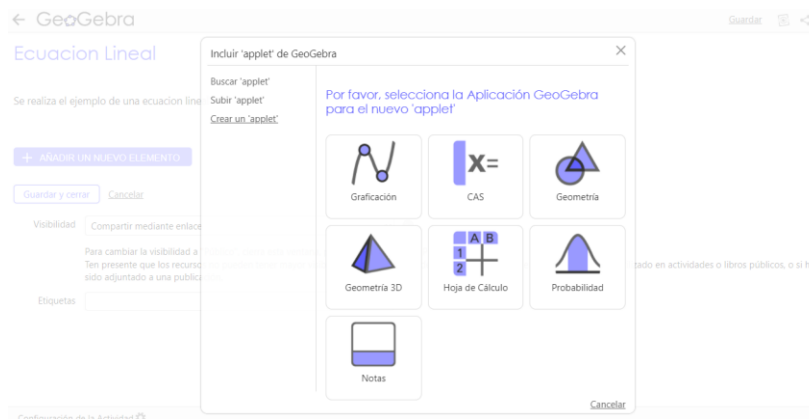 GeoGebra
Guardar
Ecuacion Lineal
Se realiza el ejemplo de una ecuacion line
+ AÑADIR UN NUEVO ELEMENTO
Guardar y cerrar
Cancelar
Visibilidad
Compartir mediante enlace
Para cambiar la visibilidad a
Ten presente que los recurso
tado en actividades o libros públicos, o si h
sido adjuntado a una publica
Etiquetas
Configuración de la Actividad
Incluir 'applet' de GeoGebra
Buscar 'applet'
Subir 'applet'
Crear un 'applet'
Por favor, selecciona la Aplicación GeoGebra
para el nuevo 'applet'
Graficación
X=
CAS
Geometría
Geometría 3D
A B
1
2
Hoja de Cálculo
Probabilidad
Notas
Cancelar